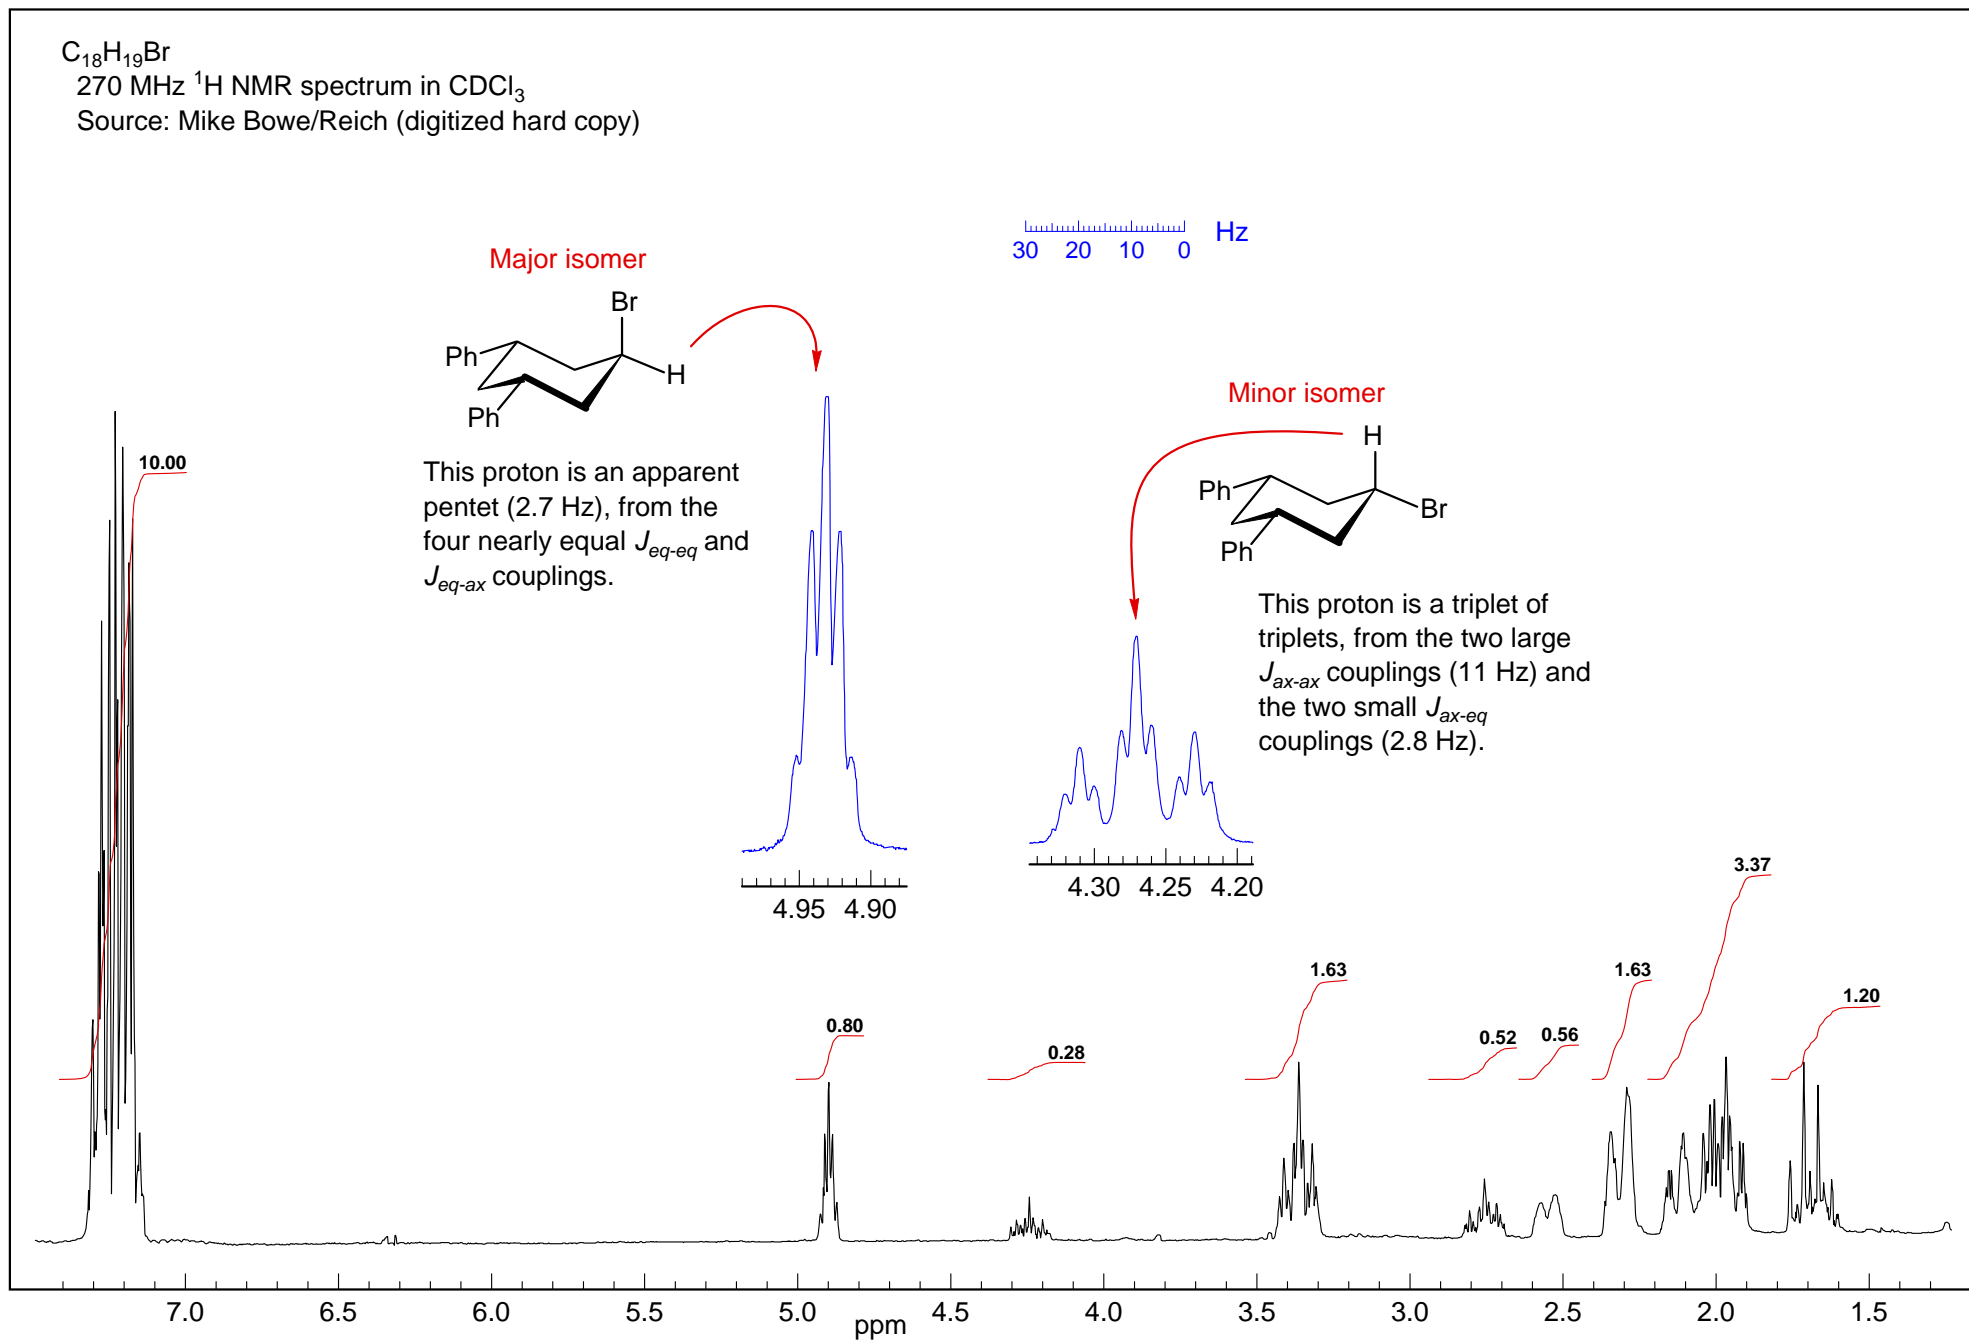 C18H19Br
270 MHz 1H NMR spectrum in CDCl3
Source: Mike Bowe/Reich (digitized hard copy)
30 20 10 0 Hz
Major isomer
Br
Ph
H
Ph
This proton is an apparent
pentet (2.7 Hz), from the
four nearly equal Jeq-eq and
Jeq-ax couplings.
Minor isomer
H
Ph
Br
Ph
This proton is a triplet of
triplets, from the two large
Jax-ax couplings (11 Hz) and
the two small Jax-eq
couplings (2.8 Hz).
4.95 4.90
4.30 4.25 4.20
10.00
0.80
0.28
1.63
0.52
0.56
1.63
3.37
1.20
7.0 6.5 6.0 5.5 5.0 4.5 4.0 3.5 3.0 2.5 2.0 1.5
ppm